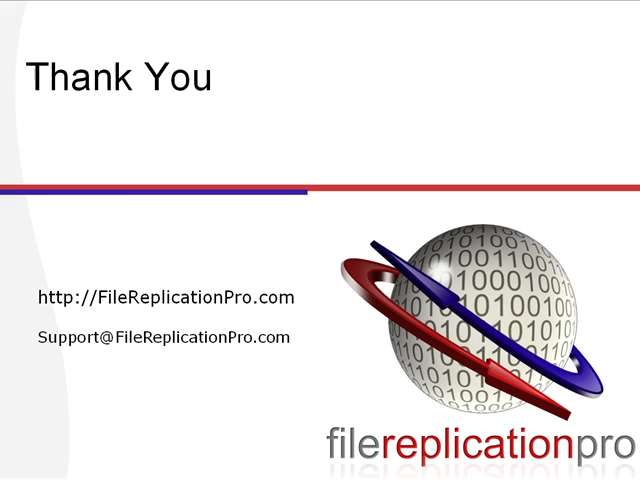 Thank You
http://FileReplicationPro.com
Support@FileReplicationPro.com
filereplicationpro